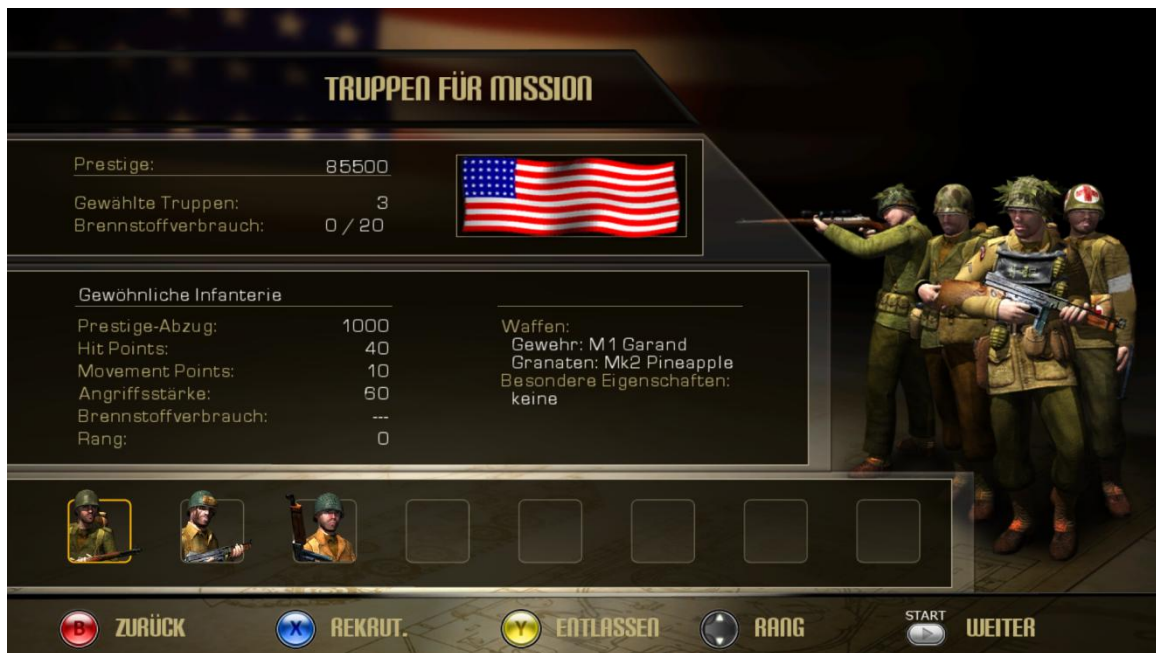 TRUPPEN FÜR MISSION
Prestige: 85500
Gewählte Truppen: 3
Brennstoffverbrauch: 0 / 20
Gewöhnliche Infanterie
Prestige-Abzug: 1000
Hit Points: 40
Movement Points: 10
Angriffsstärke: 60
Brennstoffverbrauch: ---
Rang: 0
Waffen:
Gewehr: M1 Garand
Granaten: Mk2 Pineapple
Besondere Eigenschaften:
keine
B ZURÜCK X REKRUT. Y ENTLASSEN RANG START WEITER